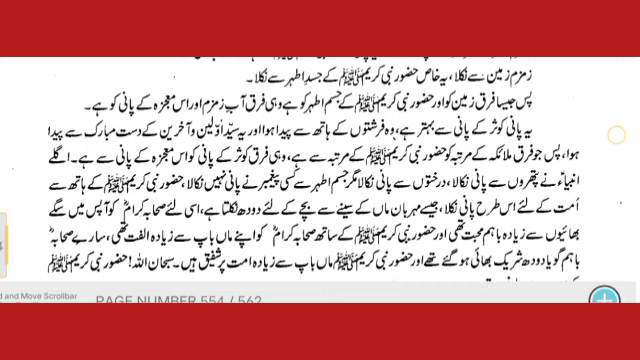 زمزم زمین سے نکلا، یہ خاص حضور نبی کریم ﷺ کے جسدِ اطہر سے نکلا۔
پس جیسا فرق زمین کو اور حضور نبی کریم ﷺ کے جسم اطہر کو ہے وہی فرق آبِ زمزم اور اس معجزہ کے پانی کو ہے۔
یہ پانی کوثر کے پانی سے بہتر ہے، وہ فرشتوں کے ہاتھ سے پیدا ہوا اور یہ سیّد اوّلین و آخرین کے دست مبارک سے پیدا
ہوا، پس جو فرق ملائکہ کے مرتبہ کو حضور نبی کریم ﷺ کے مرتبہ سے ہے، وہی فرق کوثر کے پانی کو اس معجزہ کے پانی سے ہے۔ اگلے
انبیاءؑ نے پتھروں سے پانی نکالا، درختوں سے پانی نکالا مگر جسم اطہر سے کسی پیغمبر نے پانی نہیں نکالا، حضور نبی کریم ﷺ کے ہاتھ سے
اُمت کے لئے اس طرح پانی نکلا، جیسے مہربان ماں کے سینے سے بچے کے لئے دودھ نکلتا ہے، اسی لئے صحابہ کرامؓ کو آپس میں سگے
بھائیوں سے زیادہ باہم محبت تھی اور حضور نبی کریم ﷺ کے ساتھ صحابہ کرامؓ کو اپنے ماں باپ سے زیادہ الفت تھی، سارے صحابہؓ
باہم گویا دودھ شریک بھائی ہو گئے تھے اور حضور نبی کریم ﷺ ماں باپ سے زیادہ امت پر شفیق ہیں۔ سبحان اللہ! حضور نبی کریم ﷺ
d and Move Scrollbar
PAGE NUMBER 554 / 562